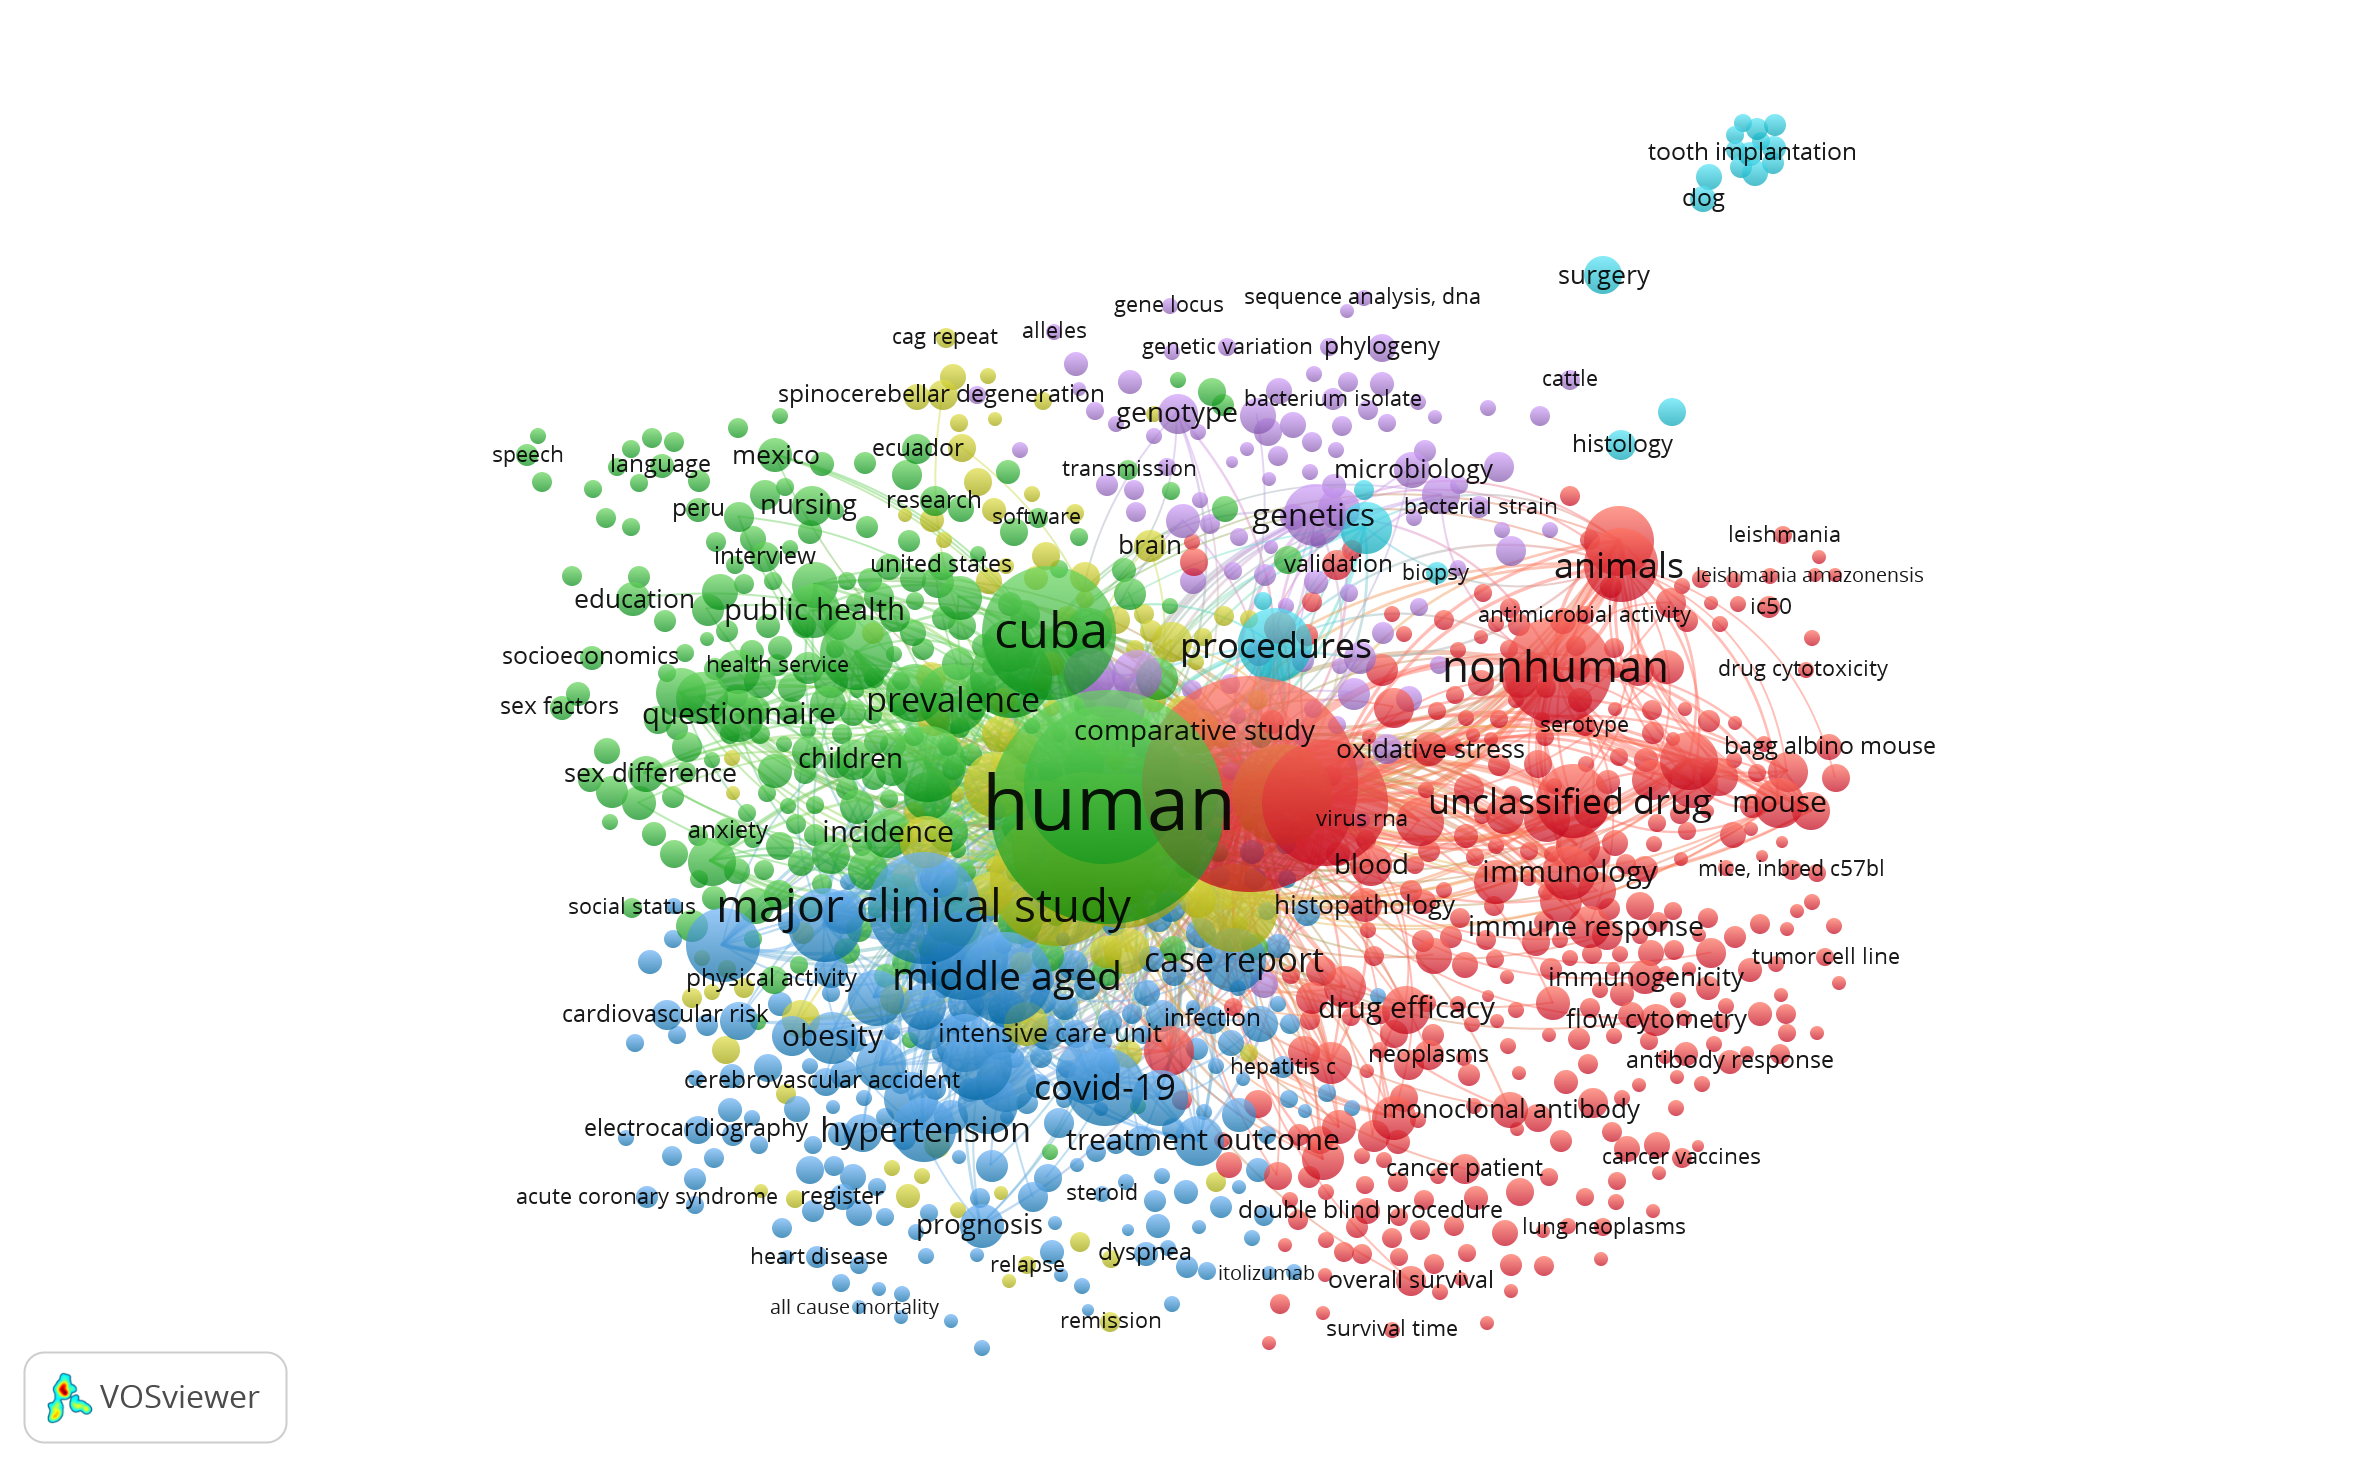 tooth implantation
dog
surgery
sequence analysis, dna
gene locus
alleles
cag repeat
genetic variation
phylogeny
cattle
spinocerebellar degeneration
bacterium isolate
genotype
histology
ecuador
mexico
speech
language
transmission
microbiology
research
nursing
peru
bacterial strain
software
genetics
leishmania
brain
interview
united states
validation
biopsy
animals
leishmania amazonensis
education
public health
ic50
antimicrobial activity
cuba
procedures
socioeconomics
health service
nonhuman
drug cytotoxicity
prevalence
sex factors
questionnaire
comparative study
serotype
oxidative stress
bagg albino mouse
children
sex difference
human
unclassified drug
mouse
virus rna
anxiety
incidence
blood
immunology
mice, inbred c57bl
social status
major clinical study
histopathology
immune response
case report
tumor cell line
physical activity
middle aged
immunogenicity
drug efficacy
cardiovascular risk
infection
flow cytometry
obesity
intensive care unit
neoplasms
antibody response
hepatitis c
cerebrovascular accident
covid-19
monoclonal antibody
electrocardiography
hypertension
treatment outcome
cancer vaccines
cancer patient
acute coronary syndrome
register
steroid
double blind procedure
prognosis
lung neoplasms
heart disease
dyspnea
relapse
itolizumab
overall survival
all cause mortality
remission
survival time
VOSviewer